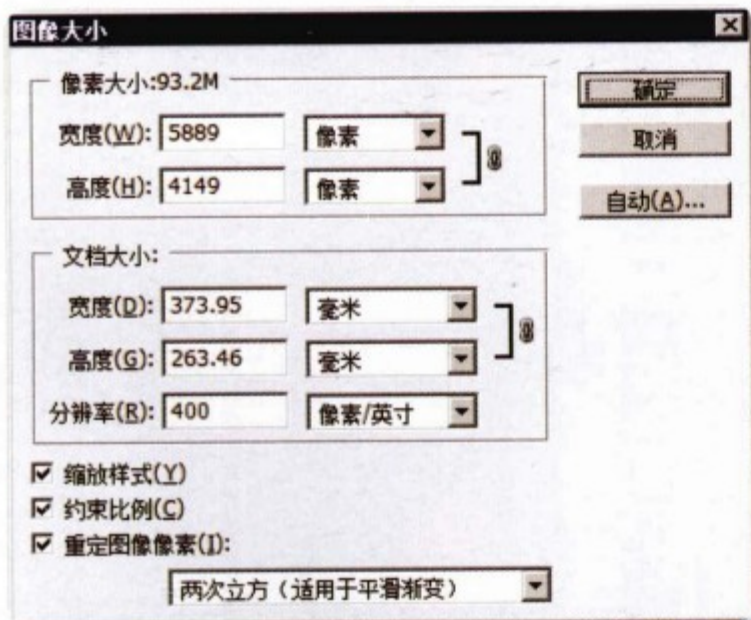 图像大小
像素大小:93.2M
宽度(W): 5889 像素
高度(H): 4149 像素
确定
取消
自动(A)...
文档大小:
宽度(D): 373.95 毫米
高度(G): 263.46 毫米
分辨率(R): 400 像素/英寸
缩放样式(Y)
约束比例(C)
重定图像像素(I):
两次立方（适用于平滑渐变）